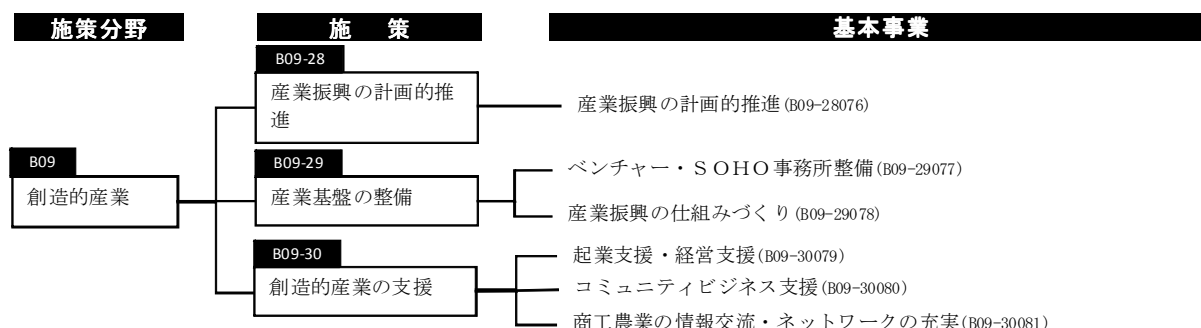 施策分野 施 策 基本事業
B09-28
産業振興の計画的推
進
産業振興の計画的推進(B09-28076)
B09
創造的産業
B09-29
産業基盤の整備
ベンチャー・SOHO事務所整備(B09-29077)
産業振興の仕組みづくり(B09-29078)
B09-30
創造的産業の支援
起業支援・経営支援(B09-30079)
コミュニティビジネス支援(B09-30080)
商工農業の情報交流・ネットワークの充実(B09-30081)